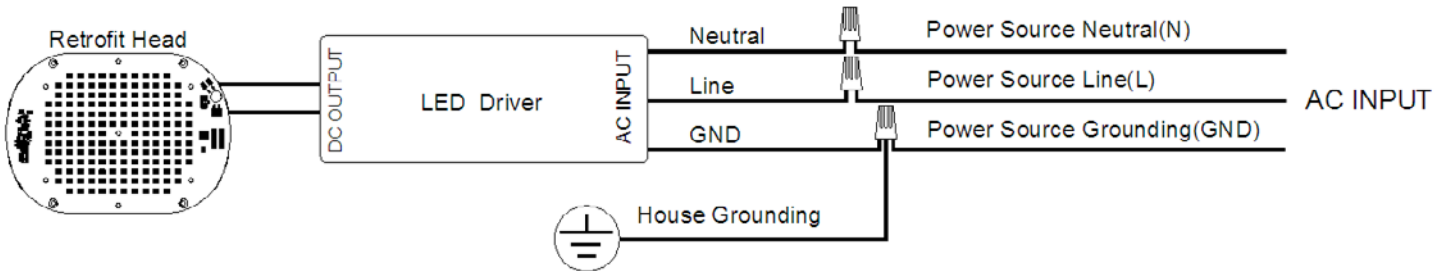 Retrofit Head
DC OUTPUT
LED Driver
AC INPUT
Neutral
Power Source Neutral(N)
Line
Power Source Line(L)
AC INPUT
GND
Power Source Grounding(GND)
House Grounding